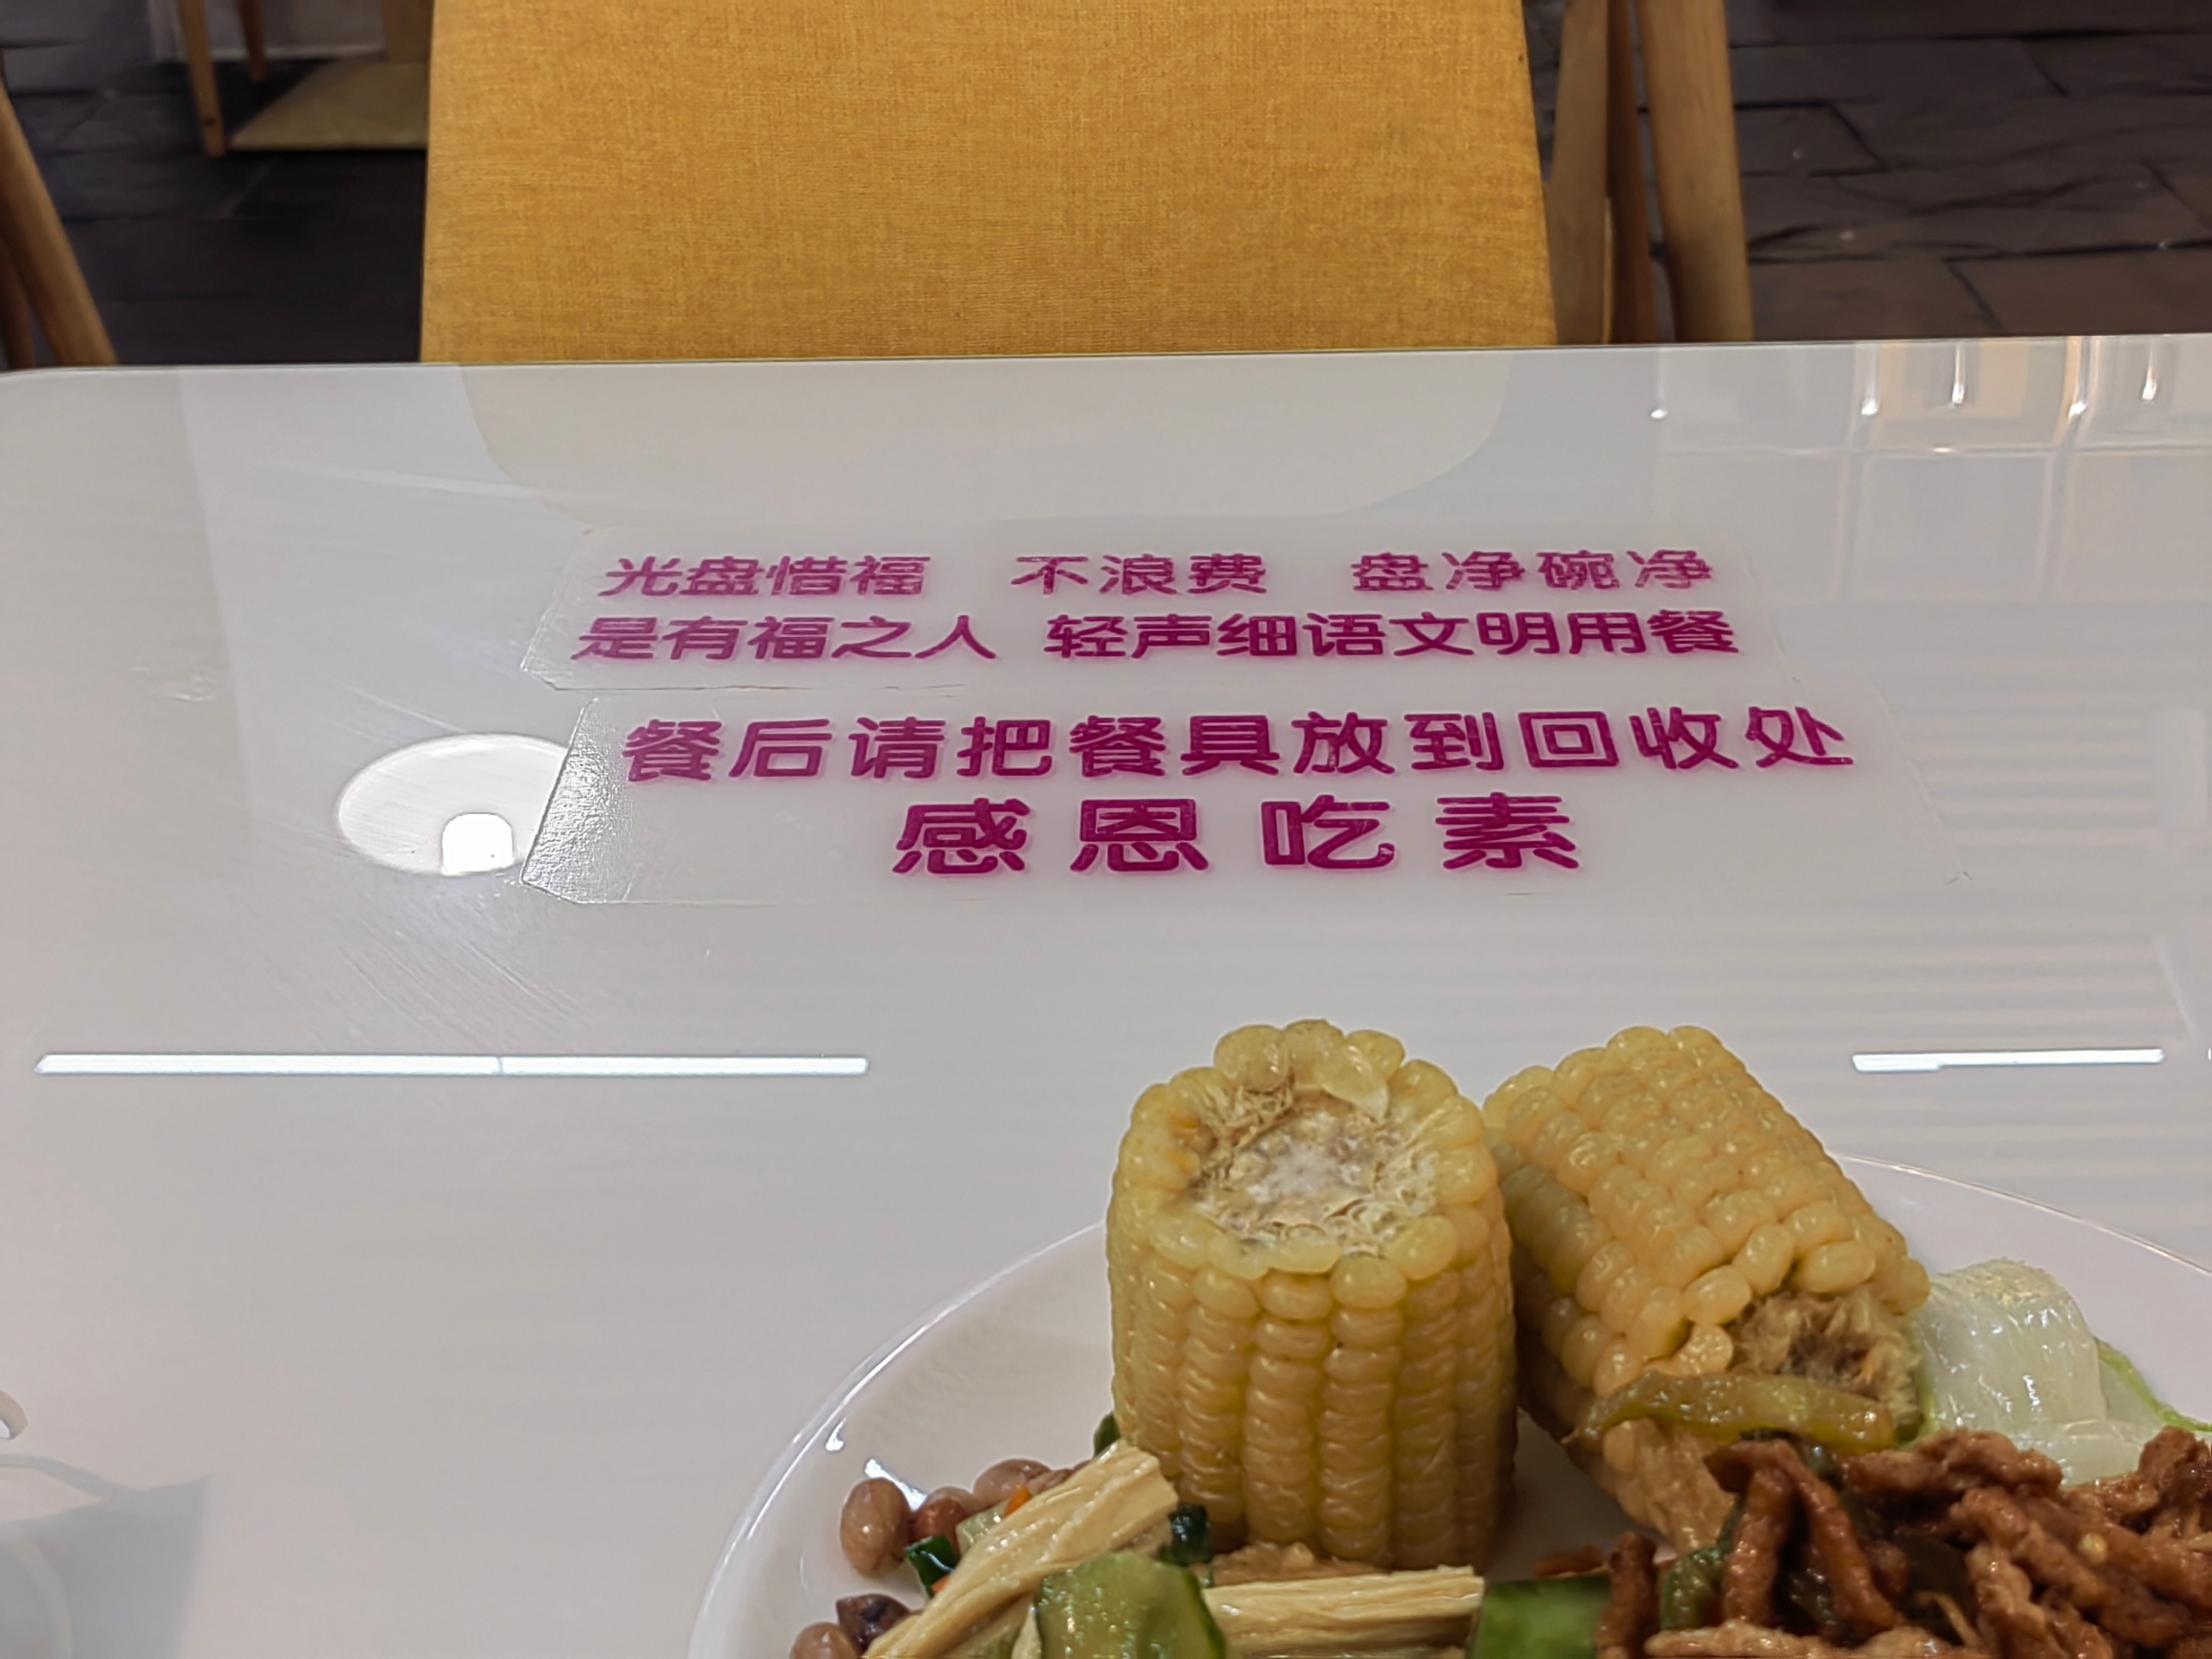 光盘惜福 不浪费 盘净碗净
是有福之人 轻声细语文明用餐
餐后请把餐具放到回收处
感恩吃素